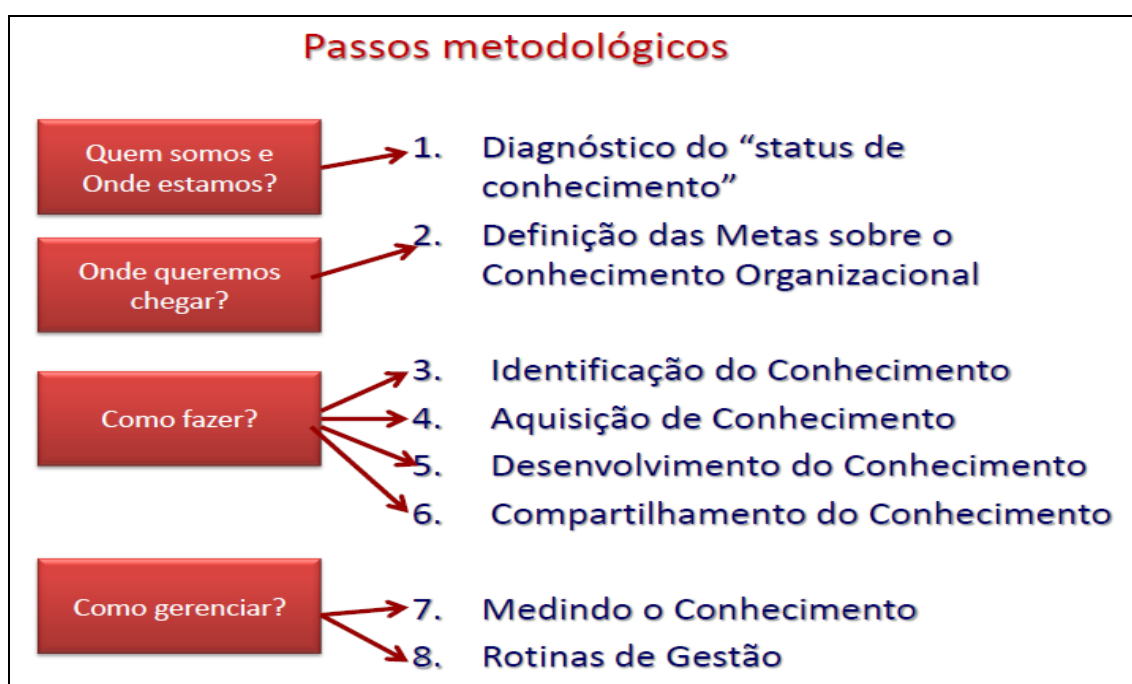 Passos metodológicos
Quem somos e
Onde estamos?
1. Diagnóstico do “status de
conhecimento”
Onde queremos
chegar?
2. Definição das Metas sobre o
Conhecimento Organizacional
Como fazer?
3. Identificação do Conhecimento
4. Aquisição de Conhecimento
5. Desenvolvimento do Conhecimento
6. Compartilhamento do Conhecimento
Como gerenciar?
7. Medindo o Conhecimento
8. Rotinas de Gestão